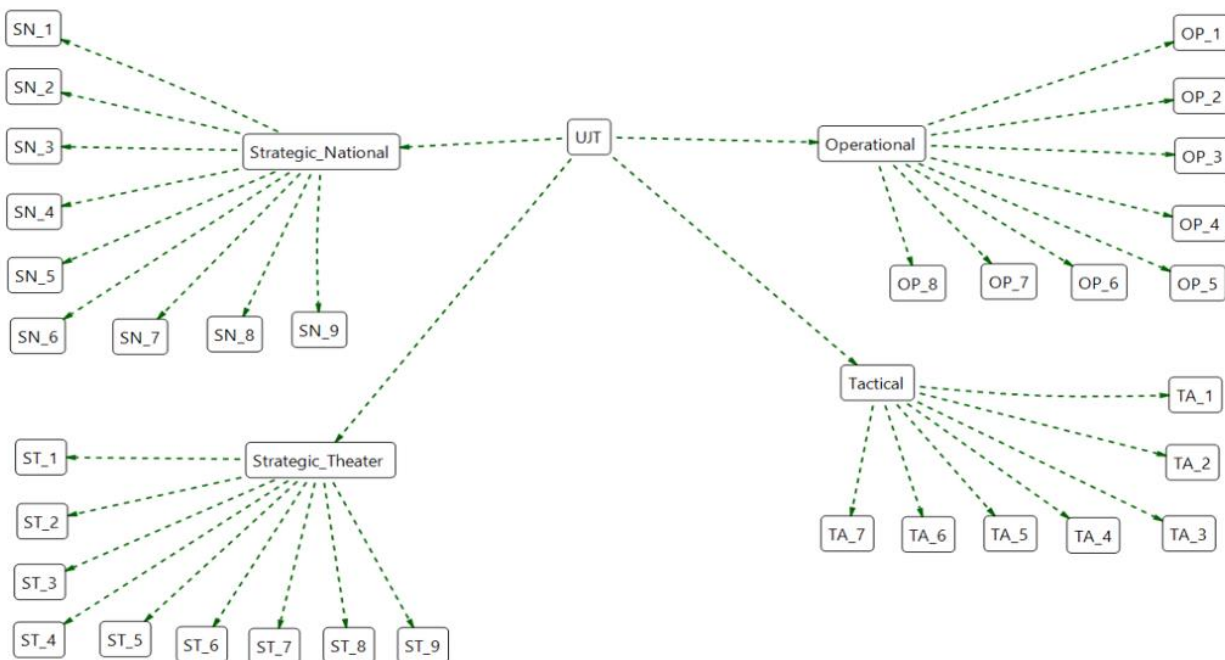 UJT
Strategic_National
SN_1
SN_2
SN_3
SN_4
SN_5
SN_6
SN_7
SN_8
SN_9
Operational
OP_1
OP_2
OP_3
OP_4
OP_5
OP_6
OP_7
OP_8
Strategic_Theater
ST_1
ST_2
ST_3
ST_4
ST_5
ST_6
ST_7
ST_8
ST_9
Tactical
TA_1
TA_2
TA_3
TA_4
TA_5
TA_6
TA_7